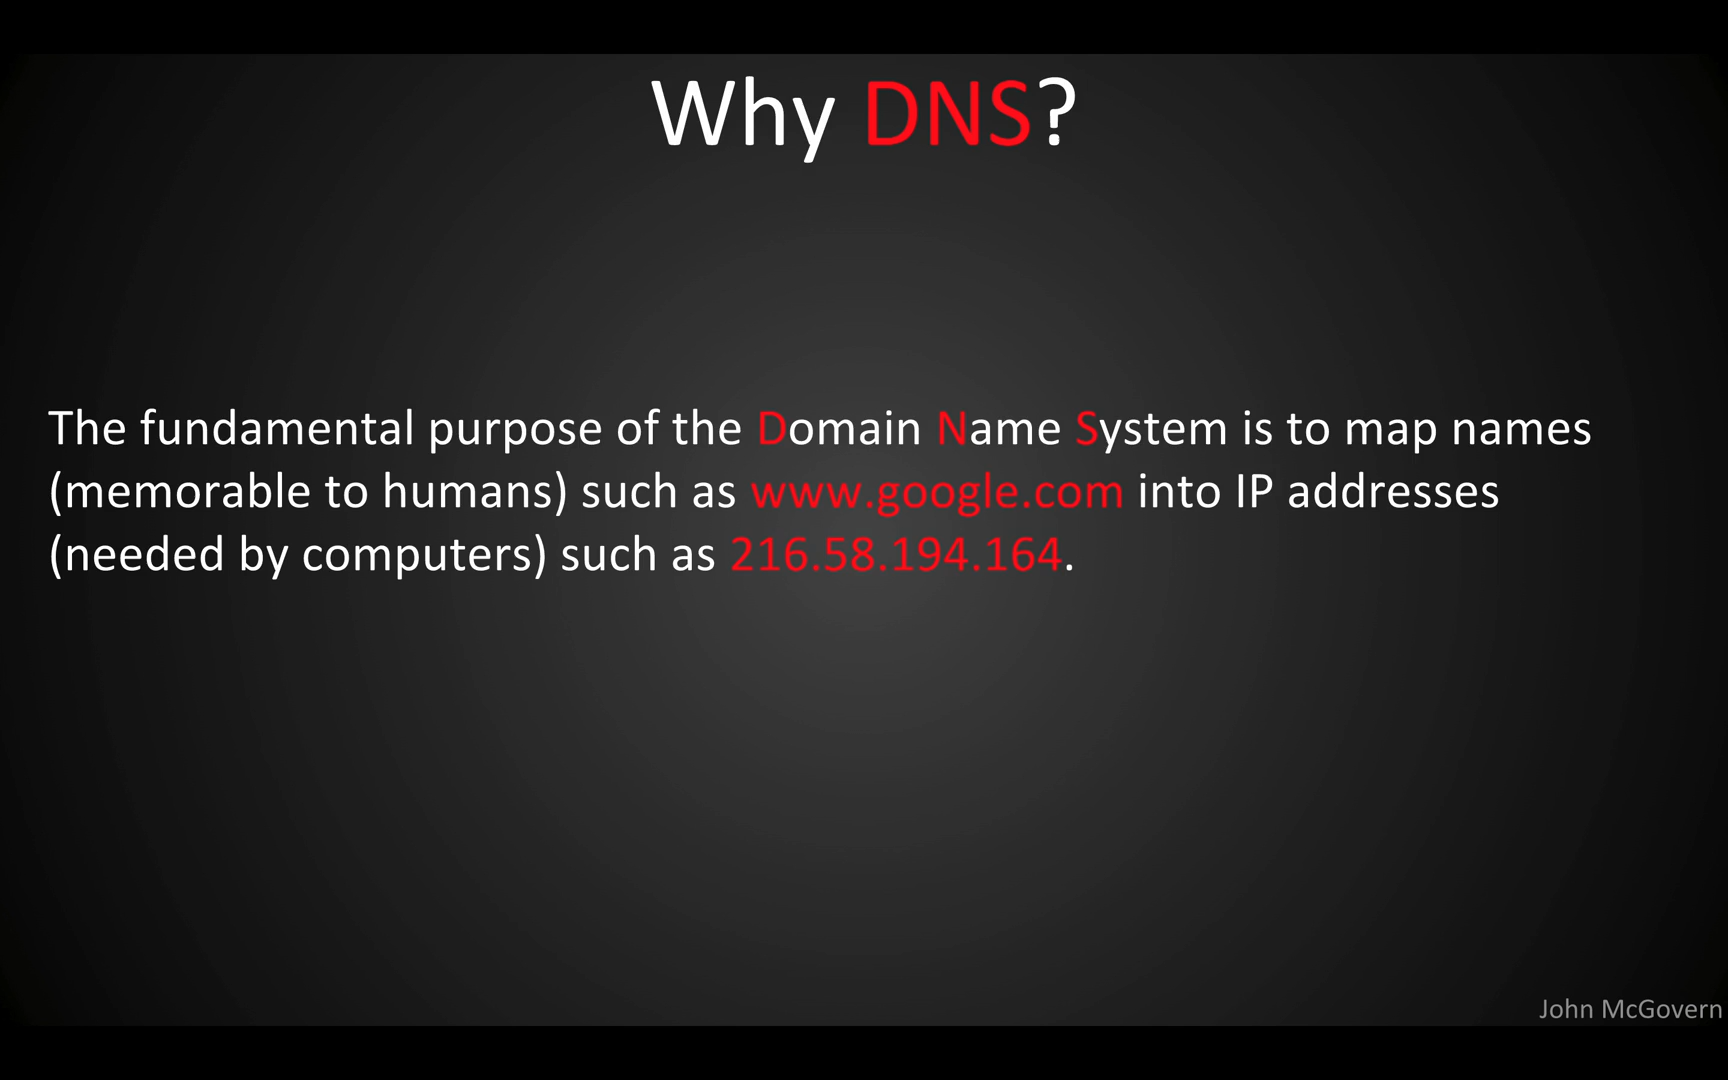 Why DNS?
The fundamental purpose of the Domain Name System is to map names
(memorable to humans) such as www.google.com into IP addresses
(needed by computers) such as 216.58.194.164.
John McGovern